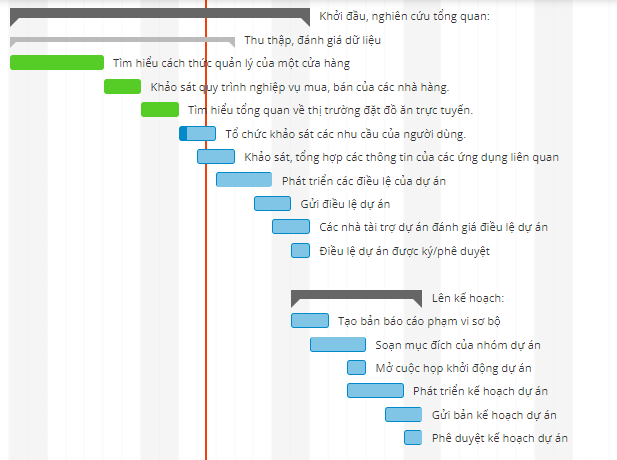 Khởi đầu, nghiên cứu tổng quan:
Thu thập, đánh giá dữ liệu
Tìm hiểu cách thức quản lý của một cửa hàng
Khảo sát quy trình nghiệp vụ mua, bán của các nhà hàng.
Tìm hiểu tổng quan về thị trường đặt đồ ăn trực tuyến.
Tổ chức khảo sát các nhu cầu của người dùng.
Khảo sát, tổng hợp các thông tin của các ứng dụng liên quan
Phát triển các điều lệ của dự án
Gửi điều lệ dự án
Các nhà tài trợ dự án đánh giá điều lệ dự án
Điều lệ dự án được ký/phê duyệt
Lên kế hoạch:
Tạo bản báo cáo phạm vi sơ bộ
Soạn mục đích của nhóm dự án
Mở cuộc họp khởi động dự án
Phát triển kế hoạch dự án
Gửi bản kế hoạch dự án
Phê duyệt kế hoạch dự án